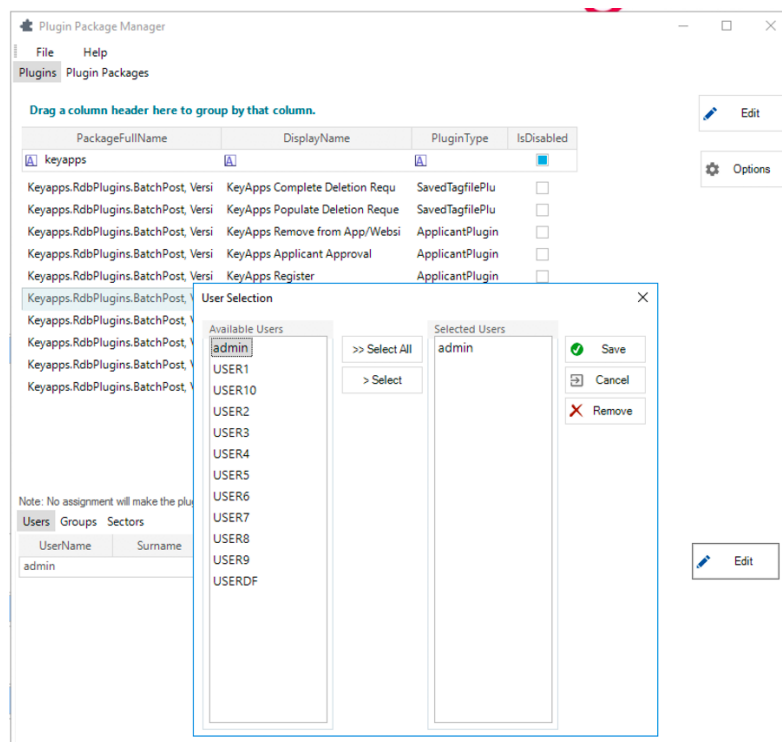 Plugin Package Manager
File Help
Plugins Plugin Packages
Drag a column header here to group by that column.
PackageFullName DisplayName PluginType IsDisabled
A keyapps A A
Keyapps.RdbPlugins.BatchPost, Versi KeyApps Complete Deletion Requ SavedTagfilePlu
Keyapps.RdbPlugins.BatchPost, Versi KeyApps Populate Deletion Reque SavedTagfilePlu
Keyapps.RdbPlugins.BatchPost, Versi KeyApps Remove from App/Websi ApplicantPlugin
Keyapps.RdbPlugins.BatchPost, Versi KeyApps Applicant Approval ApplicantPlugin
Keyapps.RdbPlugins.BatchPost, Versi KeyApps Register ApplicantPlugin
Keyapps.RdbPlugins.BatchPost, V
Keyapps.RdbPlugins.BatchPost, V
Keyapps.RdbPlugins.BatchPost, V
Keyapps.RdbPlugins.BatchPost, V
Keyapps.RdbPlugins.BatchPost, V
Edit
Options
User Selection
Available Users
admin
USER1
USER10
USER2
USER3
USER4
USER5
USER6
USER7
USER8
USER9
USERDF
>> Select All
> Select
Selected Users
admin
Save
Cancel
Remove
Note: No assignment will make the plu
Users Groups Sectors
UserName Surname
admin
Edit